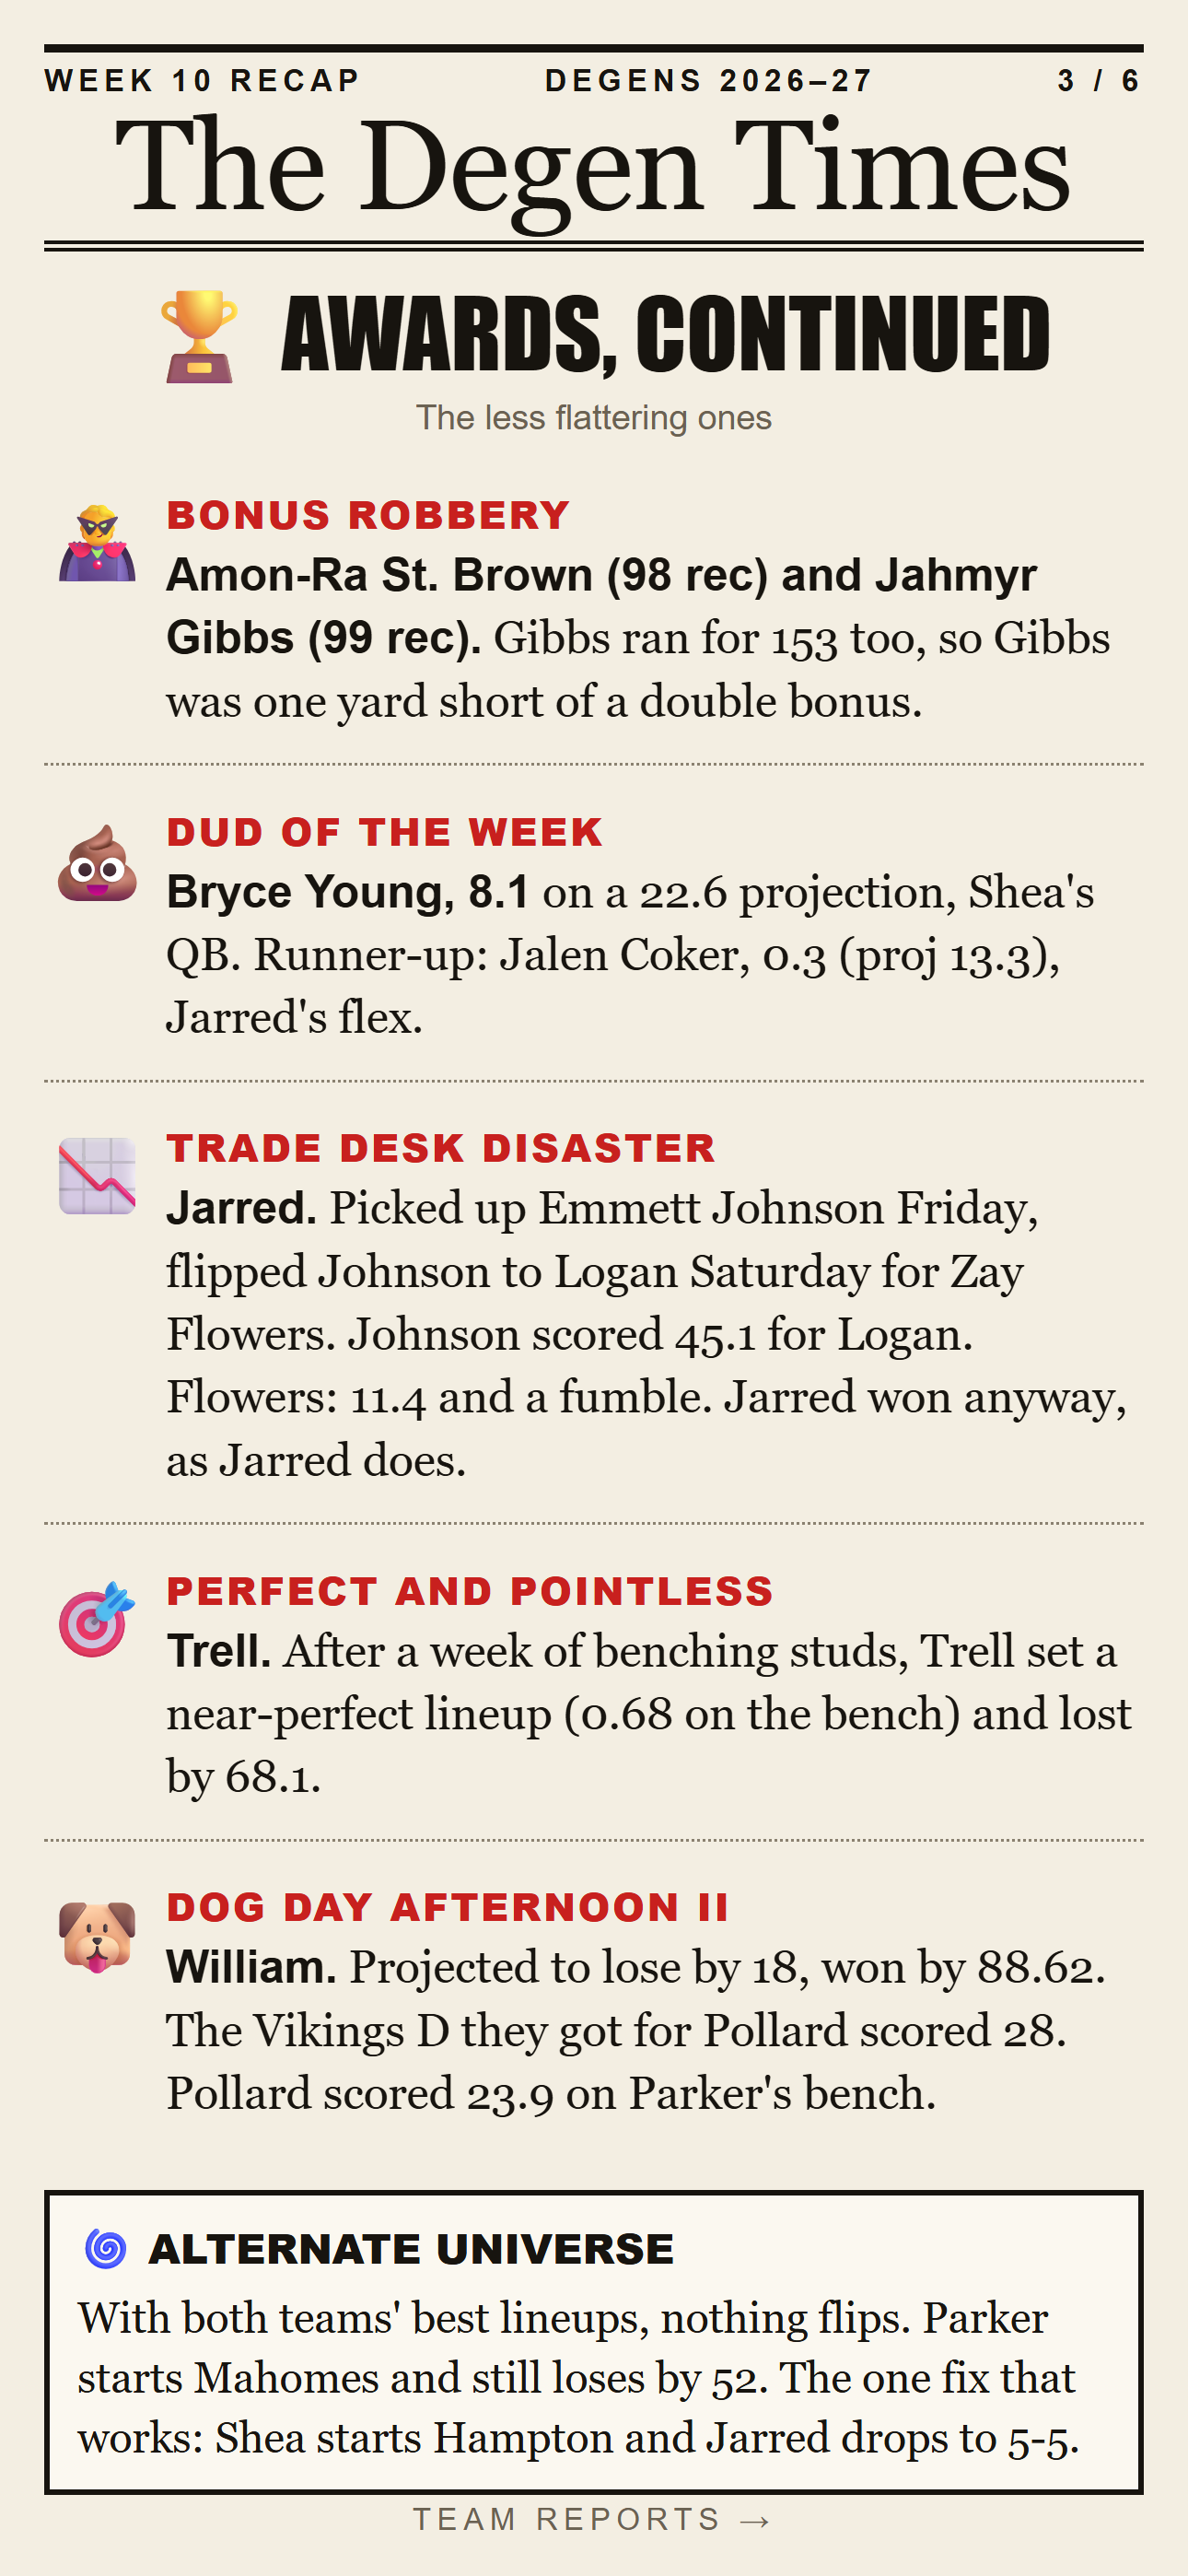 WEEK 10 RECAP DEGENS 2026–27 3 / 6
The Degen Times
AWARDS, CONTINUED
The less flattering ones
BONUS ROBBERY
Amon-Ra St. Brown (98 rec) and Jahmyr
Gibbs (99 rec). Gibbs ran for 153 too, so Gibbs
was one yard short of a double bonus.
DUD OF THE WEEK
Bryce Young, 8.1 on a 22.6 projection, Shea's
QB. Runner-up: Jalen Coker, 0.3 (proj 13.3),
Jarred's flex.
TRADE DESK DISASTER
Jarred. Picked up Emmett Johnson Friday,
flipped Johnson to Logan Saturday for Zay
Flowers. Johnson scored 45.1 for Logan.
Flowers: 11.4 and a fumble. Jarred won anyway,
as Jarred does.
PERFECT AND POINTLESS
Trell. After a week of benching studs, Trell set a
near-perfect lineup (0.68 on the bench) and lost
by 68.1.
DOG DAY AFTERNOON II
William. Projected to lose by 18, won by 88.62.
The Vikings D they got for Pollard scored 28.
Pollard scored 23.9 on Parker's bench.
ALTERNATE UNIVERSE
With both teams' best lineups, nothing flips. Parker
starts Mahomes and still loses by 52. The one fix that
works: Shea starts Hampton and Jarred drops to 5-5.
TEAM REPORTS →